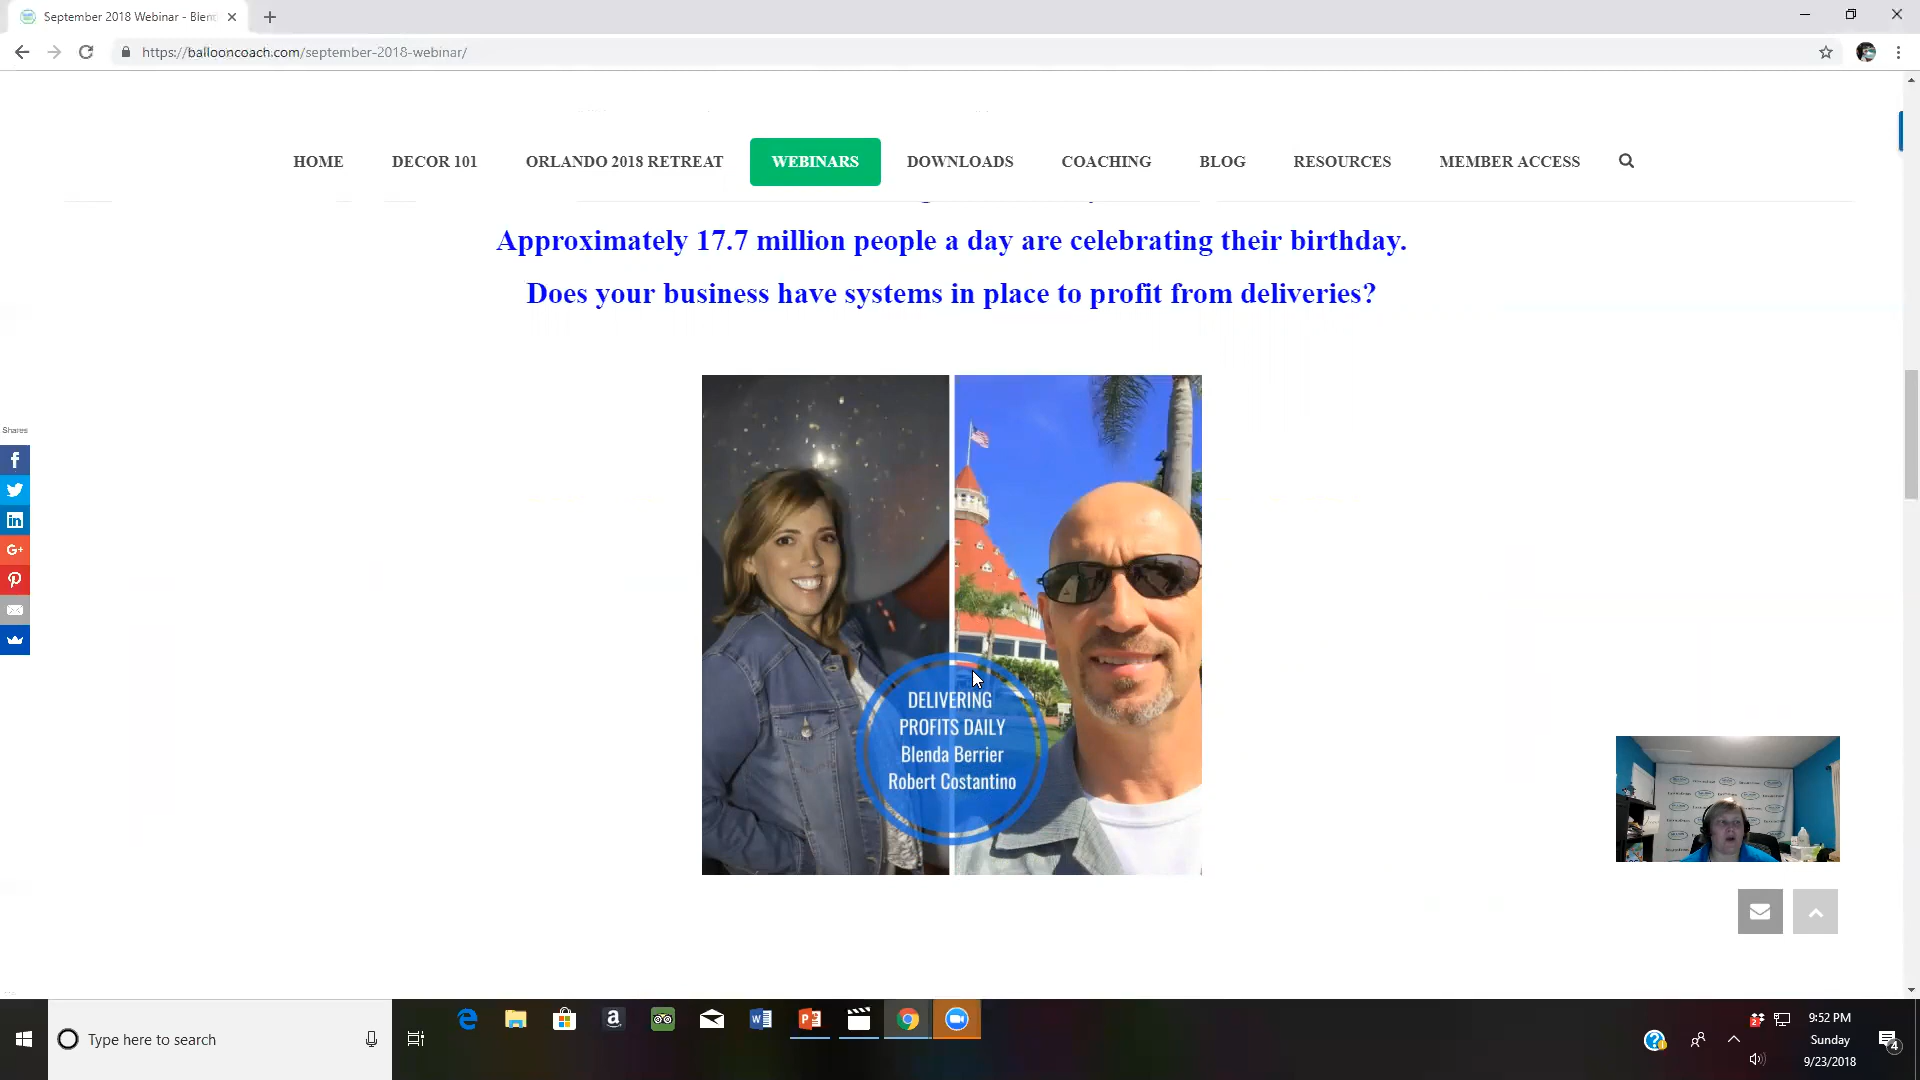 September 2018 Webinar - Blen
https://ballooncoach.com/september-2018-webinar/
HOME
DECOR 101
ORLANDO 2018 RETREAT
WEBINARS
DOWNLOADS
COACHING
BLOG
RESOURCES
MEMBER ACCESS
Approximately 17.7 million people a day are celebrating their birthday.
Does your business have systems in place to profit from deliveries?
Shares
DELIVERING
PROFITS DAILY
Blenda Berrier
Robert Costantino
Type here to search
9:52 PM
Sunday
9/23/2018
4